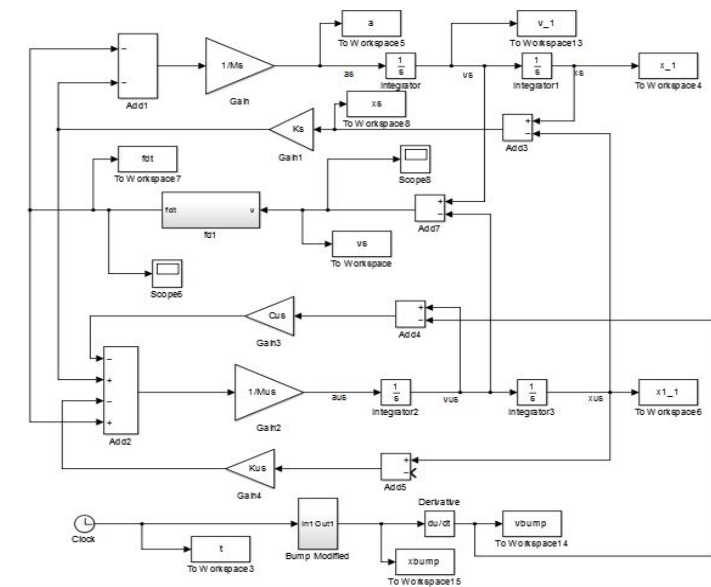 a
To Workspace5
v_1
To Workspace13
−
−
Add1
1/Ms
Gain
as
1
s
Integrator
vs
1
s
Integrator1
xs
x_1
To Workspace4
Ks
Gain1
xs
To Workspace8
+
−
Add3
fdt
To Workspace7
Scope8
fdt
v
fd1
+
−
Add7
vs
To Workspace
Scope6
Cus
Gain3
+
−
Add4
−
+
−
+
Add2
1/Mus
Gain2
aus
1
s
Integrator2
vus
1
s
Integrator3
xus
x1_1
To Workspace6
Kus
Gain4
+
−
Add5
Clock
t
To Workspace3
In1 Out1
Bump Modified
Derivative
du/dt
vbump
To Workspace14
xbump
To Workspace15